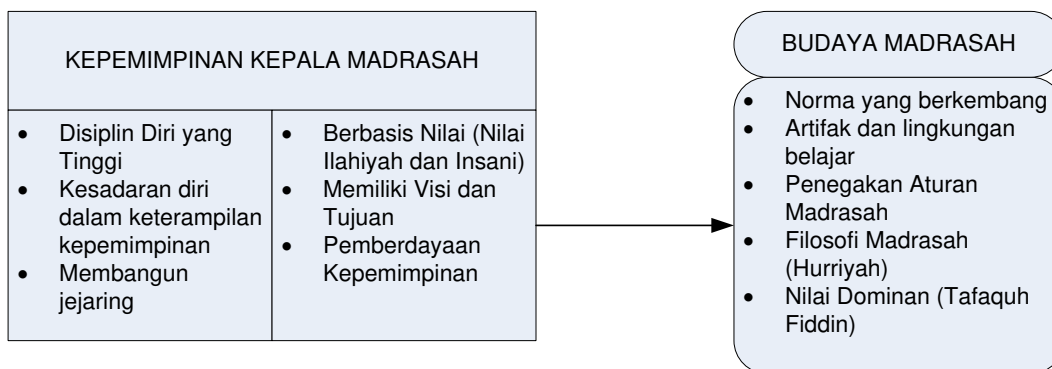 KEPEMIMPINAN KEPALA MADRASAH
• Disiplin Diri yang
Tinggi
• Kesadaran diri
dalam keterampilan
kepemimpinan
• Membangun
jejaring
• Berbasis Nilai (Nilai
Ilahiyah dan Insani)
• Memiliki Visi dan
Tujuan
• Pemberdayaan
Kepemimpinan
BUDAYA MADRASAH
• Norma yang berkembang
• Artifak dan lingkungan
belajar
• Penegakan Aturan
Madrasah
• Filosofi Madrasah
(Hurriyah)
• Nilai Dominan (Tafaquh
Fiddin)